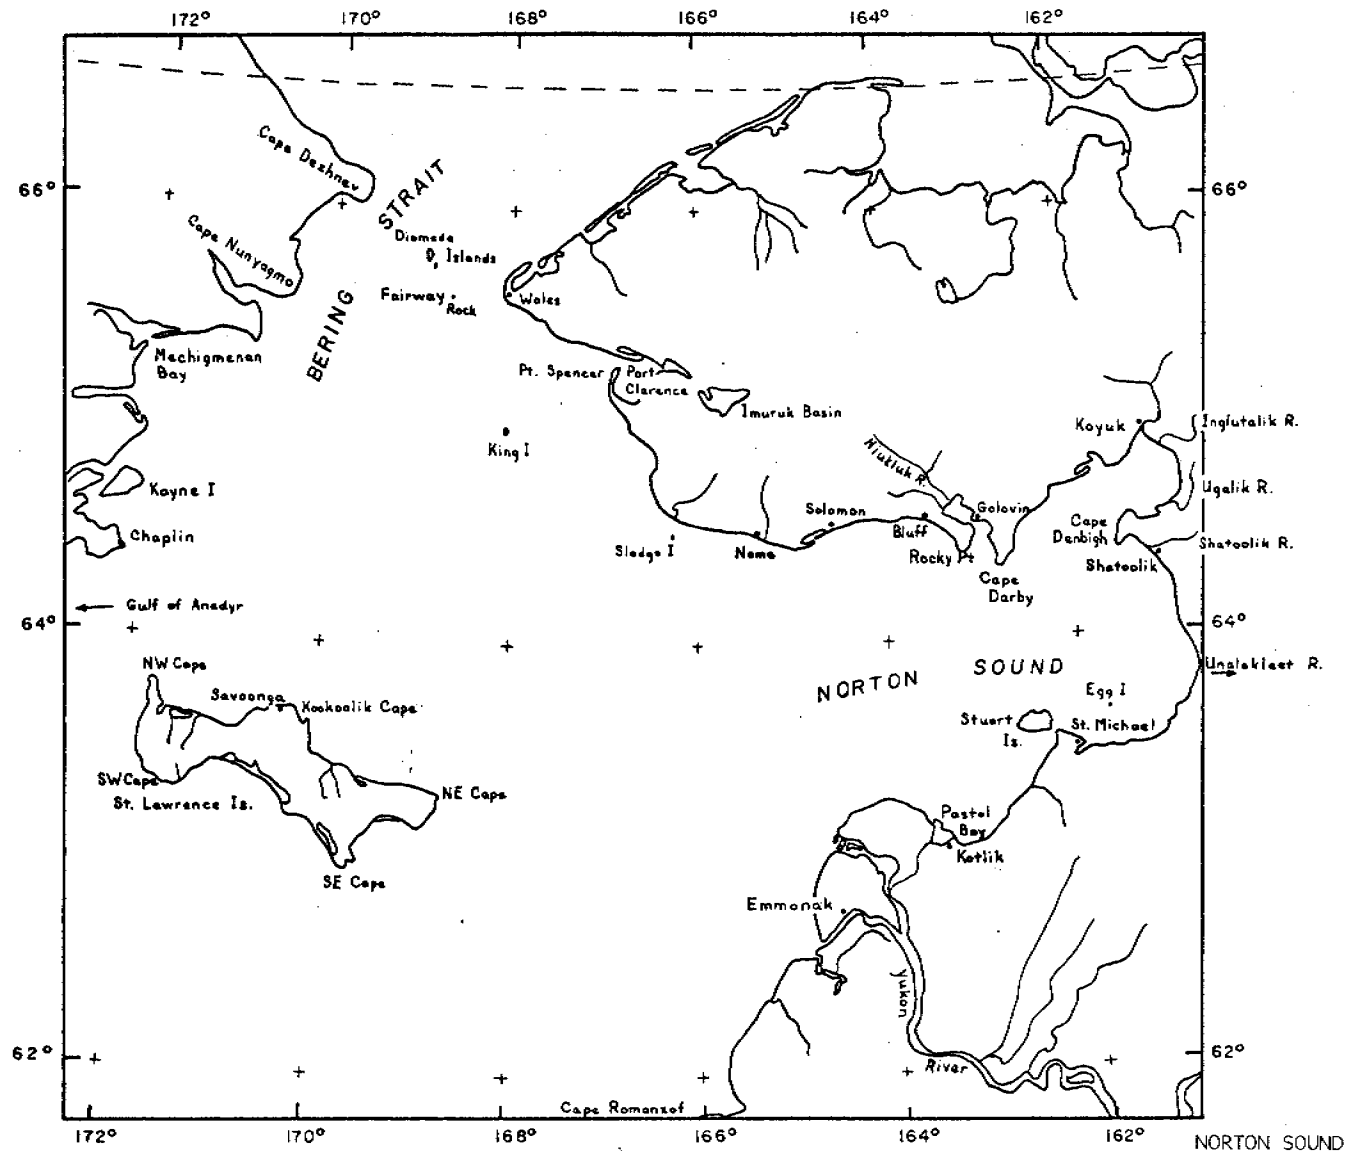 172°
170°
168°
166°
164°
162°
Cape Dezhnev
66°
66°
STRAIT
Diomede
Islands
Cape Nunyagmo
BERING
Fairway
Rock
Wales
Mechigmenan
Bay
Pt. Spencer
Port
Clarence
Imuruk Basin
King I
Koyuk
Inglutalik R.
Niukluk R.
Kayne I
Ugalik R.
Chaplin
Sledge I
Nome
Solomon
Bluff
Golovin
Rocky Pt
Cape
Darby
Cape
Denbigh
Shatoolik R.
Shatoolik
Gulf of Anadyr
64°
64°
NW Cape
Savoonga
Kookoolik Cape
NORTON SOUND
Unalakleet R.
Egg I
Stuart
Is.
St. Michael
SW Cape
St. Lawrence Is.
NE Cape
SE Cape
Pastol
Bay
Kotlik
Emmonak
Yukon
River
62°
62°
Cape Romanzof
172°
170°
168°
166°
164°
162°
NORTON SOUND